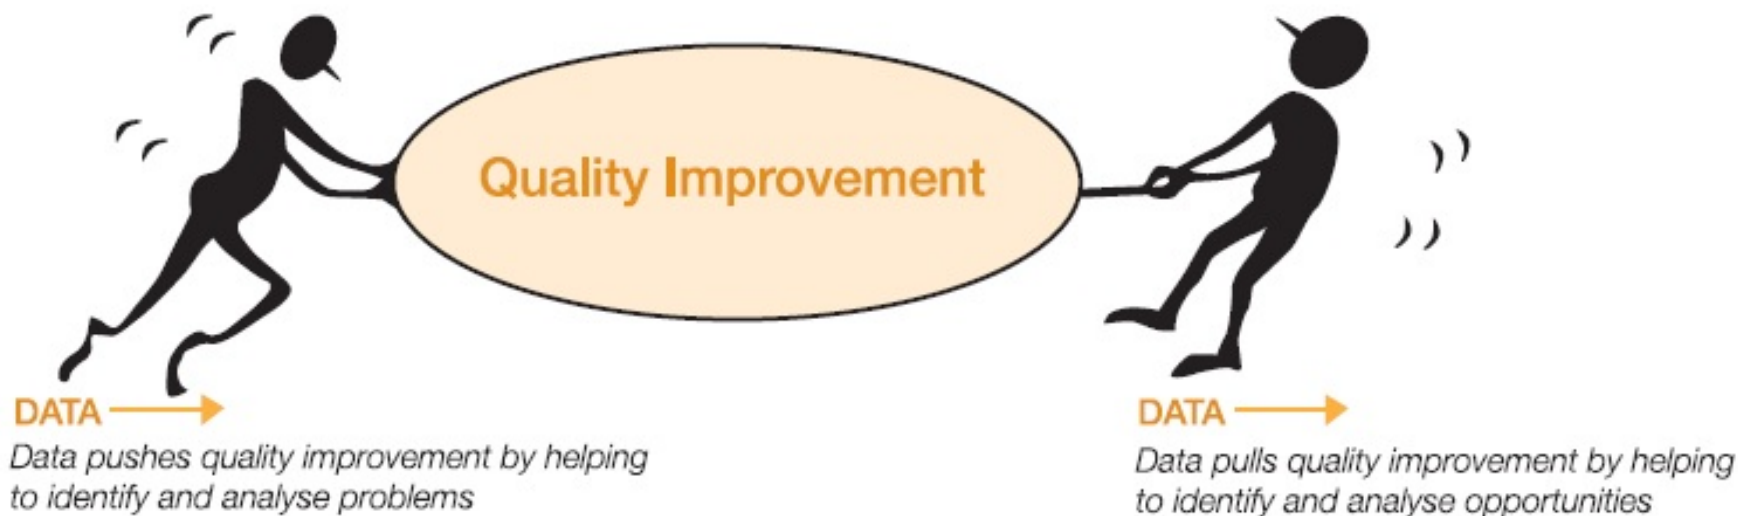 Quality Improvement
DATA
Data pushes quality improvement by helping
to identify and analyse problems
DATA
Data pulls quality improvement by helping
to identify and analyse opportunities